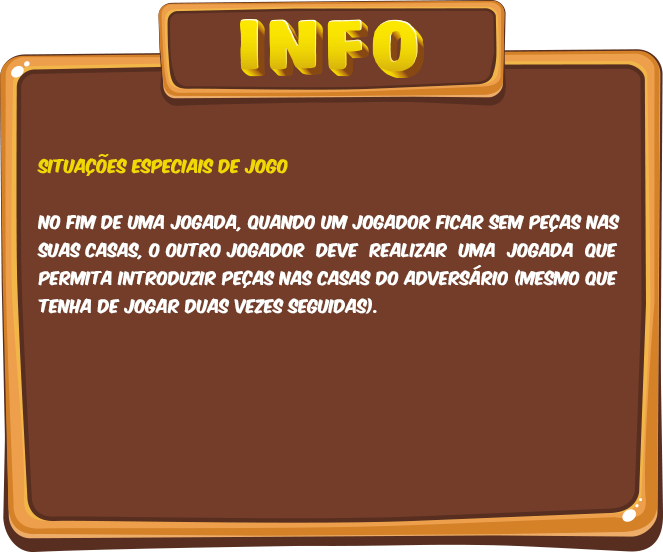 INFO
SITUAÇÕES ESPECIAIS DE JOGO
NO FIM DE UMA JOGADA, QUANDO UM JOGADOR FICAR SEM PEÇAS NAS
SUAS CASAS, O OUTRO JOGADOR DEVE REALIZAR UMA JOGADA QUE
PERMITA INTRODUZIR PEÇAS NAS CASAS DO ADVERSÁRIO (MESMO QUE
TENHA DE JOGAR DUAS VEZES SEGUIDAS).